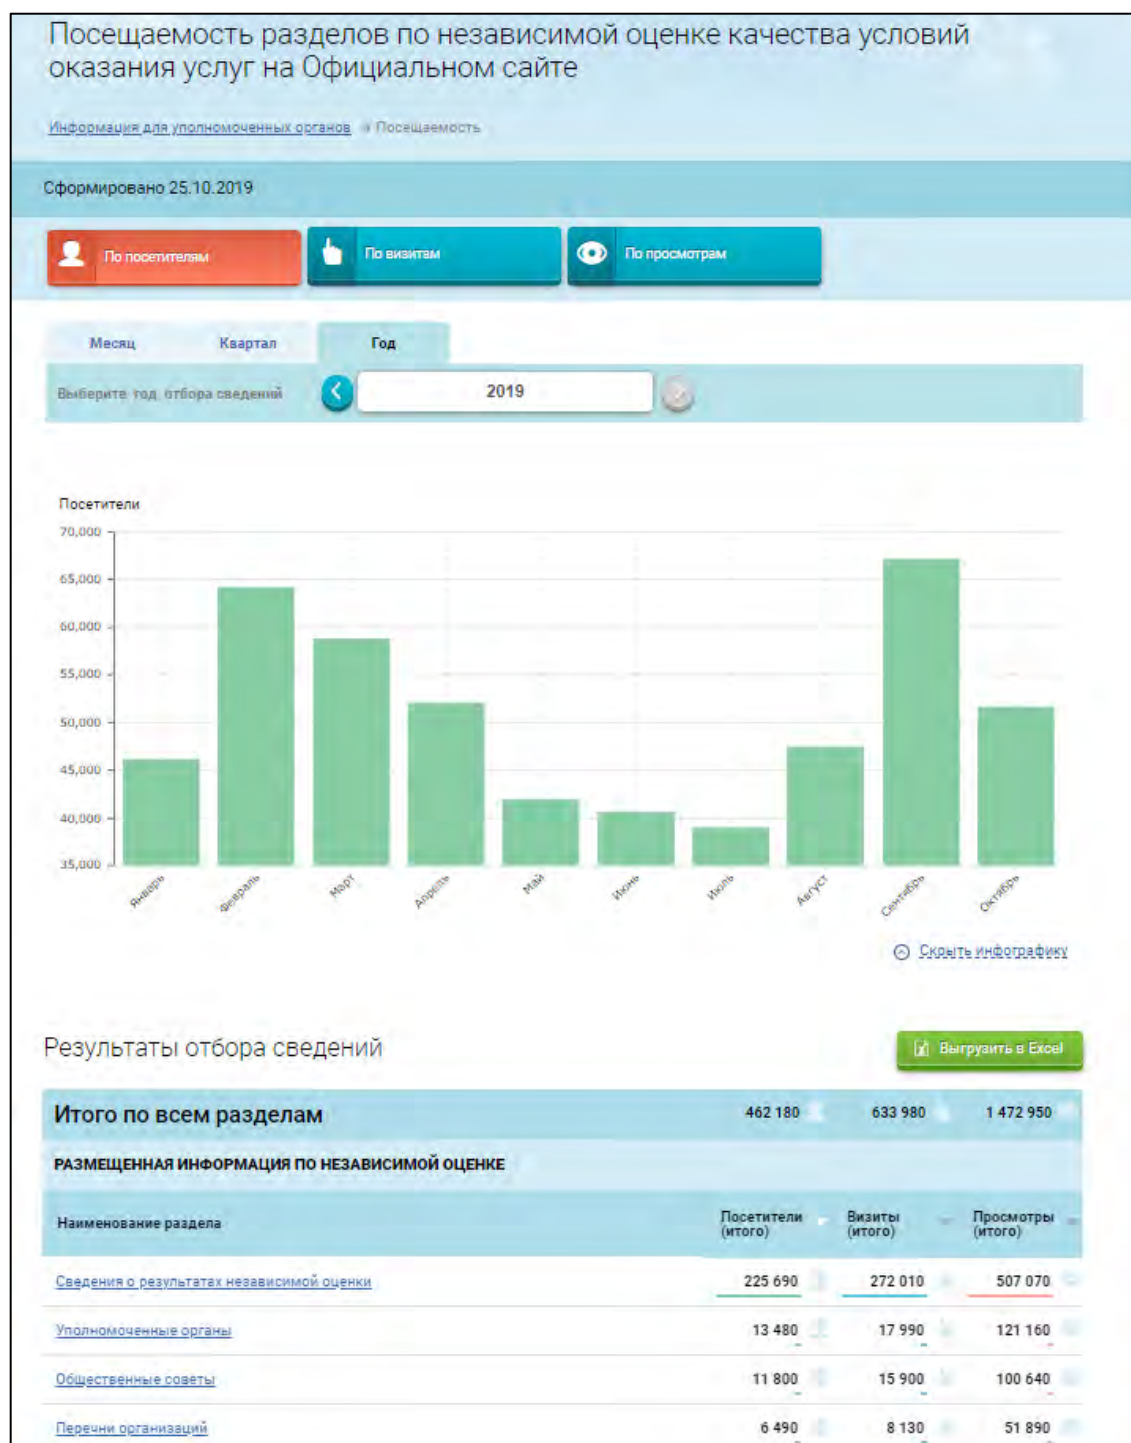 Посещаемость разделов по независимой оценке качества условий
оказания услуг на Официальном сайте
Информация для уполномоченных органов → Посещаемость
Сформировано 25.10.2019
По посетителям По визитам По просмотрам
Месяц Квартал Год
Выберите год отбора сведений 2019
Посетители
70,000
65,000
60,000
55,000
50,000
45,000
40,000
35,000
Январь Февраль Март Апрель Май Июнь Июль Август Сентябрь Октябрь
Скрыть инфографику
Результаты отбора сведений Выгрузить в Excel
Итого по всем разделам 462 180 633 980 1 472 950
РАЗМЕЩЕННАЯ ИНФОРМАЦИЯ ПО НЕЗАВИСИМОЙ ОЦЕНКЕ
Наименование раздела Посетители (итого) Визиты (итого) Просмотры (итого)
Сведения о результатах независимой оценки 225 690 272 010 507 070
Уполномоченные органы 13 480 17 990 121 160
Общественные советы 11 800 15 900 100 640
Перечни организаций 6 490 8 130 51 890